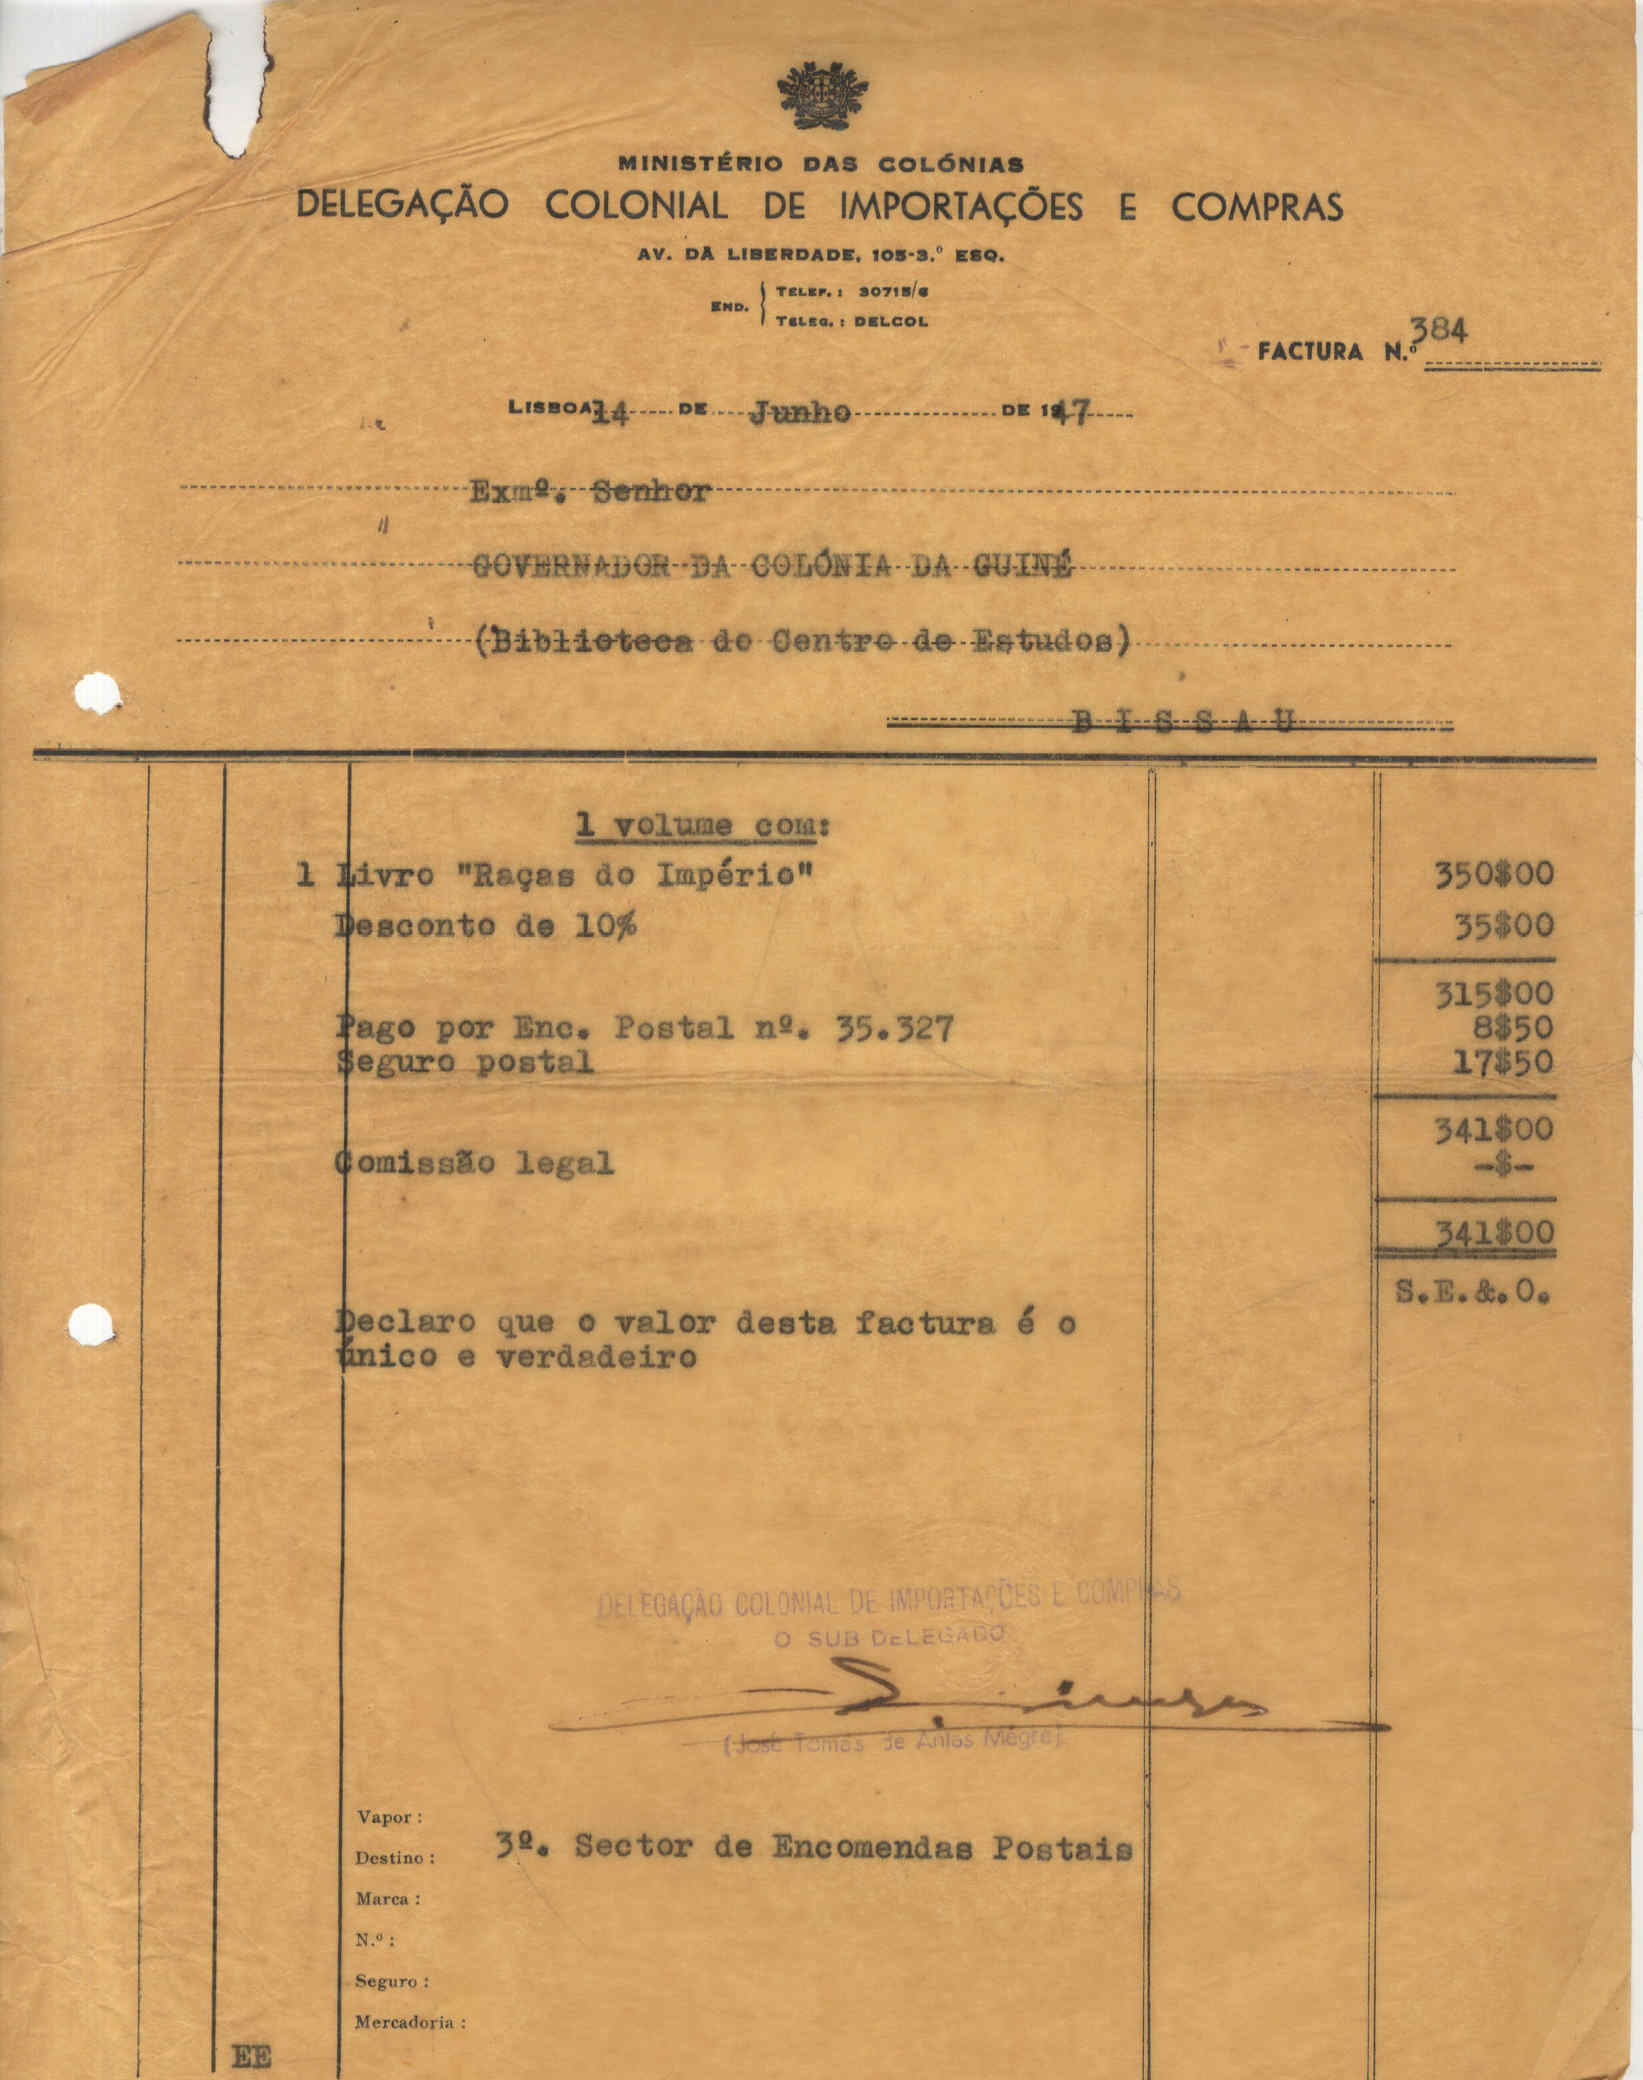 MINISTÉRIO DAS COLÓNIAS
DELEGAÇÃO COLONIAL DE IMPORTAÇÕES E COMPRAS
AV. DA LIBERDADE, 105-3.º ESQ.
END. TELEF.: 30715/6
TELEG.: DELCOL
FACTURA N.º 384
LISBOA 14 DE Junho DE 1947
Exmº. Senhor
GOVERNADOR DA COLÓNIA DA GUINÉ
(Biblioteca do Centro de Estudos)
B I S S A U
1 volume com:
1 Livro "Raças do Império" 350$00
Desconto de 10% 35$00
315$00
Pago por Enc. Postal nº. 35.327 8$50
Seguro postal 17$50
341$00
Comissão legal -$-
341$00
S.E.&.O.
Declaro que o valor desta factura é o
único e verdadeiro
DELEGAÇÃO COLONIAL DE IMPORTAÇÕES E COMPRAS
O SUB DELEGADO
(José Tomás de Anjos Mégre)
Vapor:
Destino: 3º. Sector de Encomendas Postais
Marca:
N.º:
Seguro:
Mercadoria:
EE